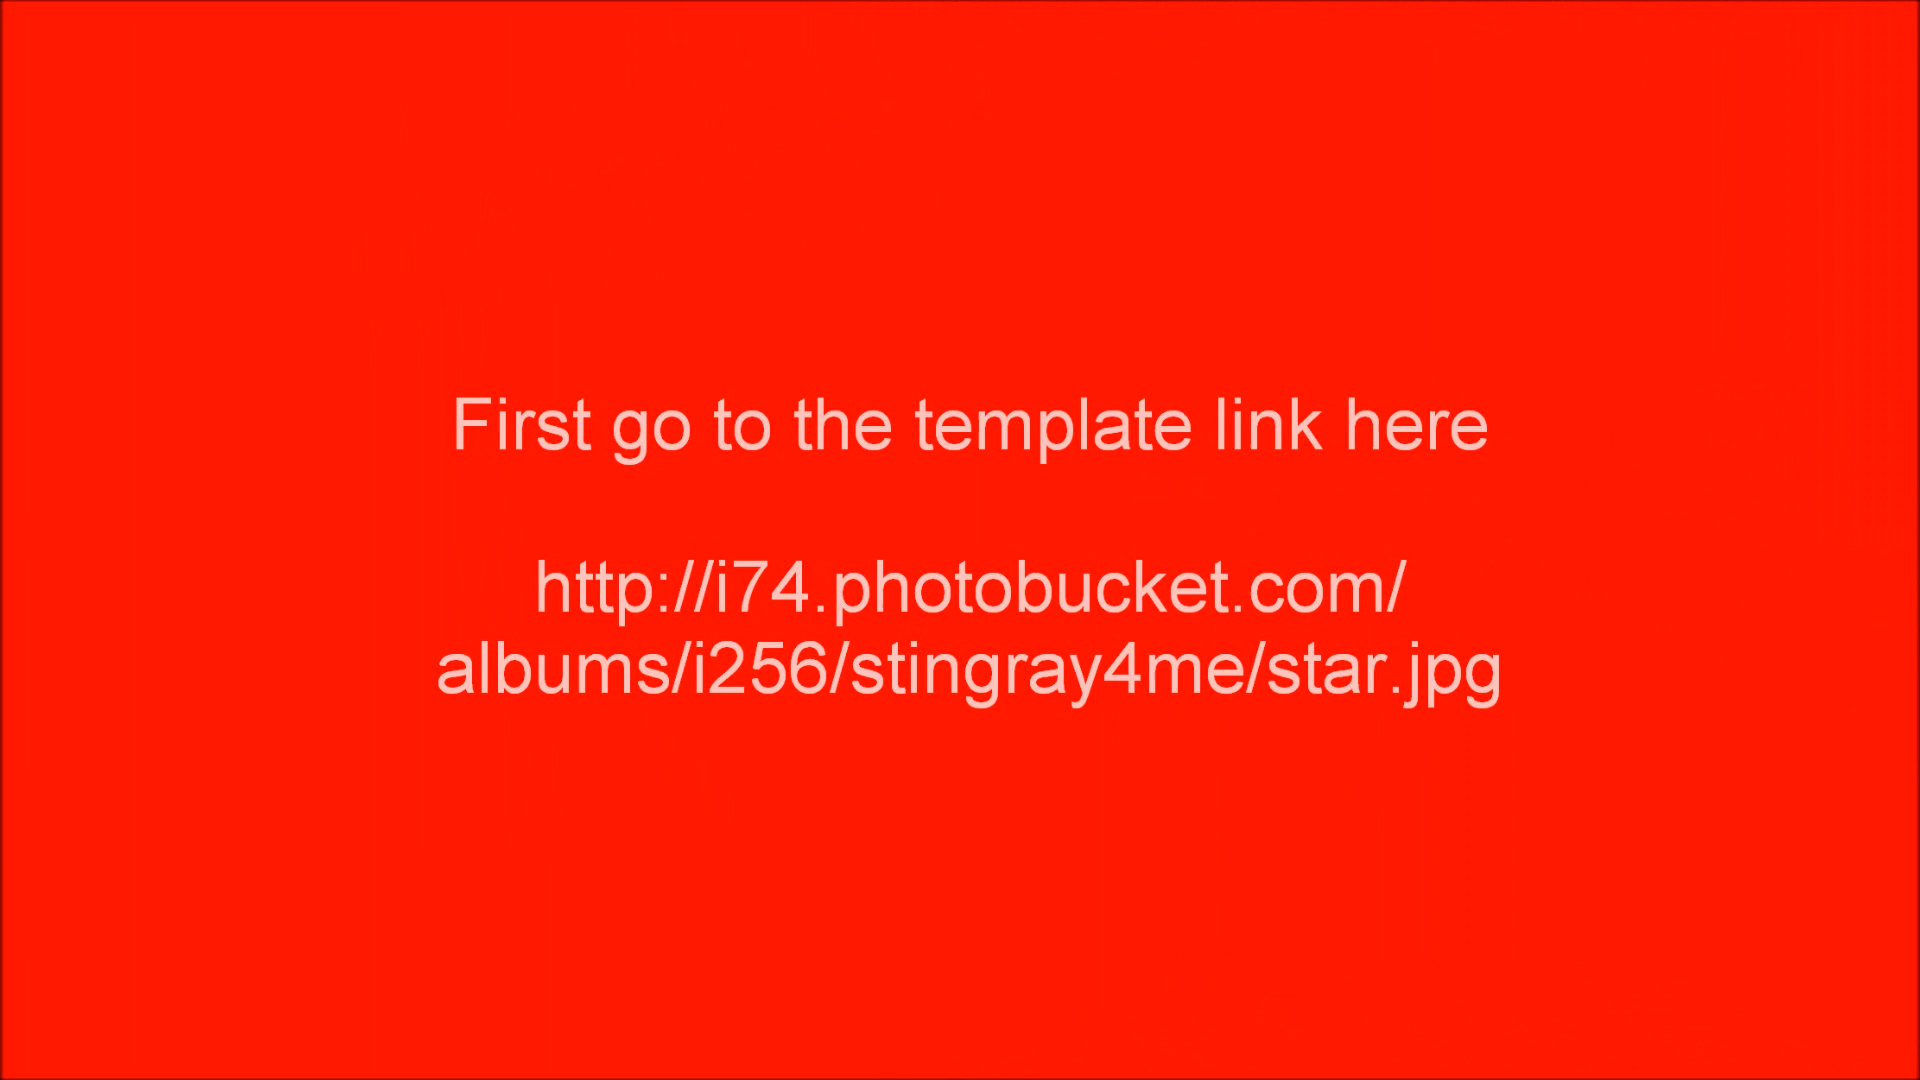 First go to the template link here
http://i74.photobucket.com/
albums/i256/stingray4me/star.jpg